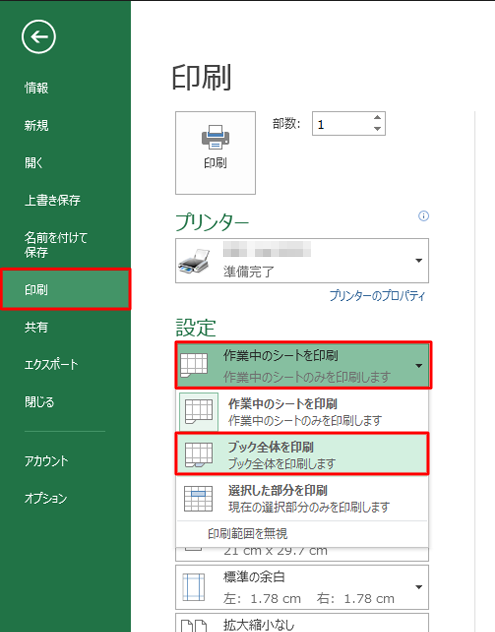 印刷
情報
新規
開く
上書き保存
名前を付けて
保存
印刷
共有
エクスポート
閉じる
アカウント
オプション
印刷
部数: 1
プリンター
準備完了
プリンターのプロパティ
設定
作業中のシートを印刷
作業中のシートのみを印刷します
作業中のシートを印刷
作業中のシートのみを印刷します
ブック全体を印刷
ブック全体を印刷します
選択した部分を印刷
現在の選択部分のみを印刷します
印刷範囲を無視
21 cm x 29.7 cm
標準の余白
左: 1.78 cm 右: 1.78 cm
拡大縮小なし